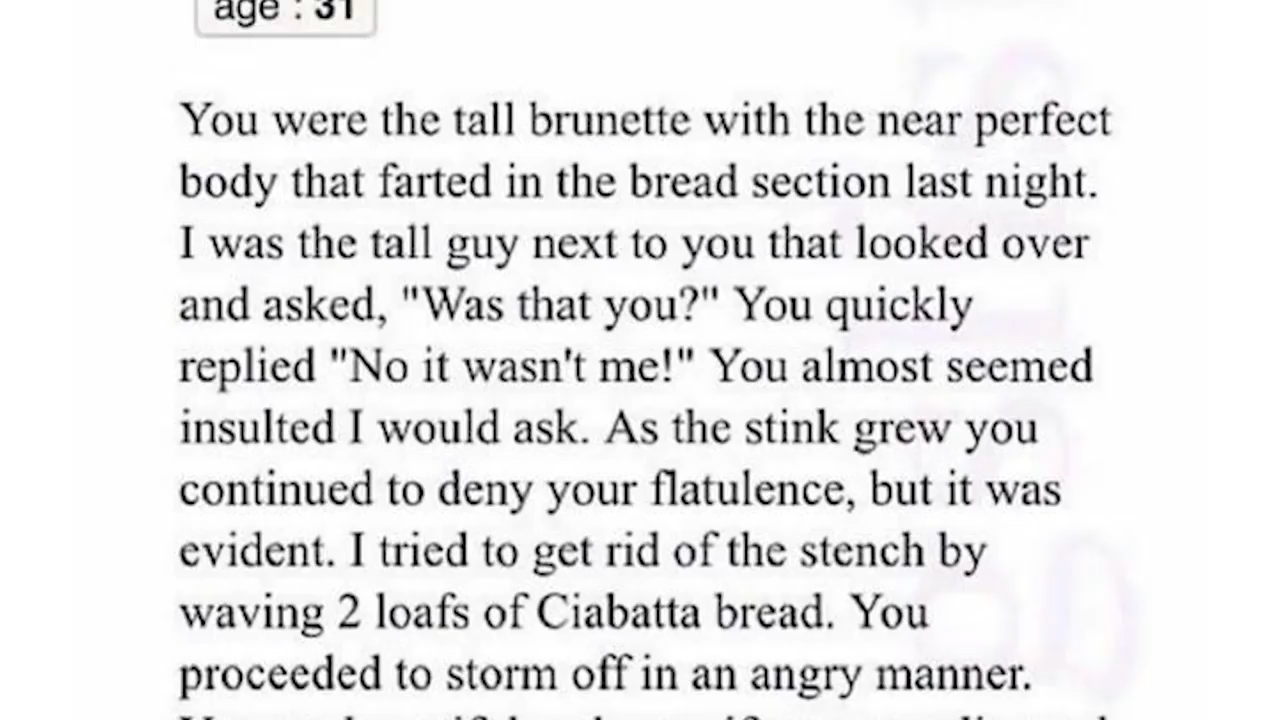 age : 31
You were the tall brunette with the near perfect
body that farted in the bread section last night.
I was the tall guy next to you that looked over
and asked, "Was that you?" You quickly
replied "No it wasn't me!" You almost seemed
insulted I would ask. As the stink grew you
continued to deny your flatulence, but it was
evident. I tried to get rid of the stench by
waving 2 loafs of Ciabatta bread. You
proceeded to storm off in an angry manner.